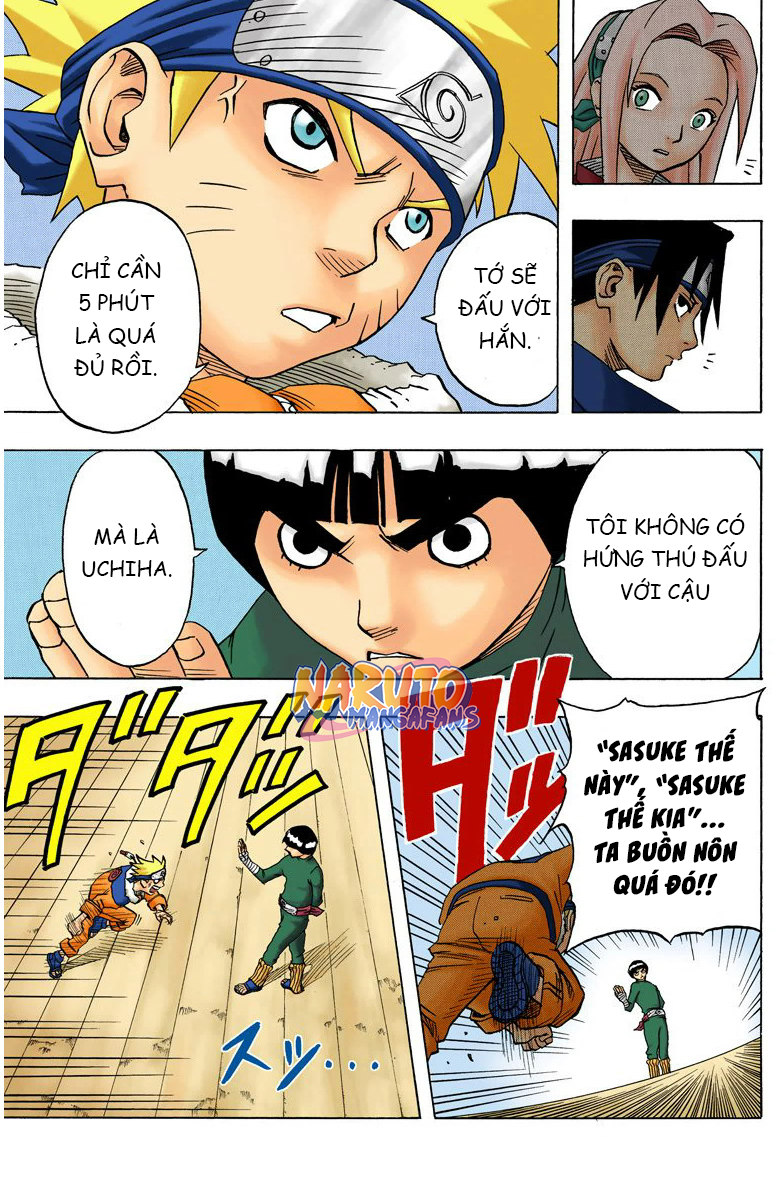 TỚ SẼ
ĐẤU VỚI
HẮN.
CHỈ CẦN
5 PHÚT
LÀ QUÁ
ĐỦ RỒI.
TÔI KHÔNG CÓ
HỨNG THÚ ĐẤU
VỚI CẬU
MÀ LÀ
UCHIHA.
NARUTO
MANGAFANS
"SASUKE THẾ
NÀY", "SASUKE
THẾ KIA"...
TA BUỒN NÔN
QUÁ ĐÓ!!
ダダッ
ダッ
スッ...